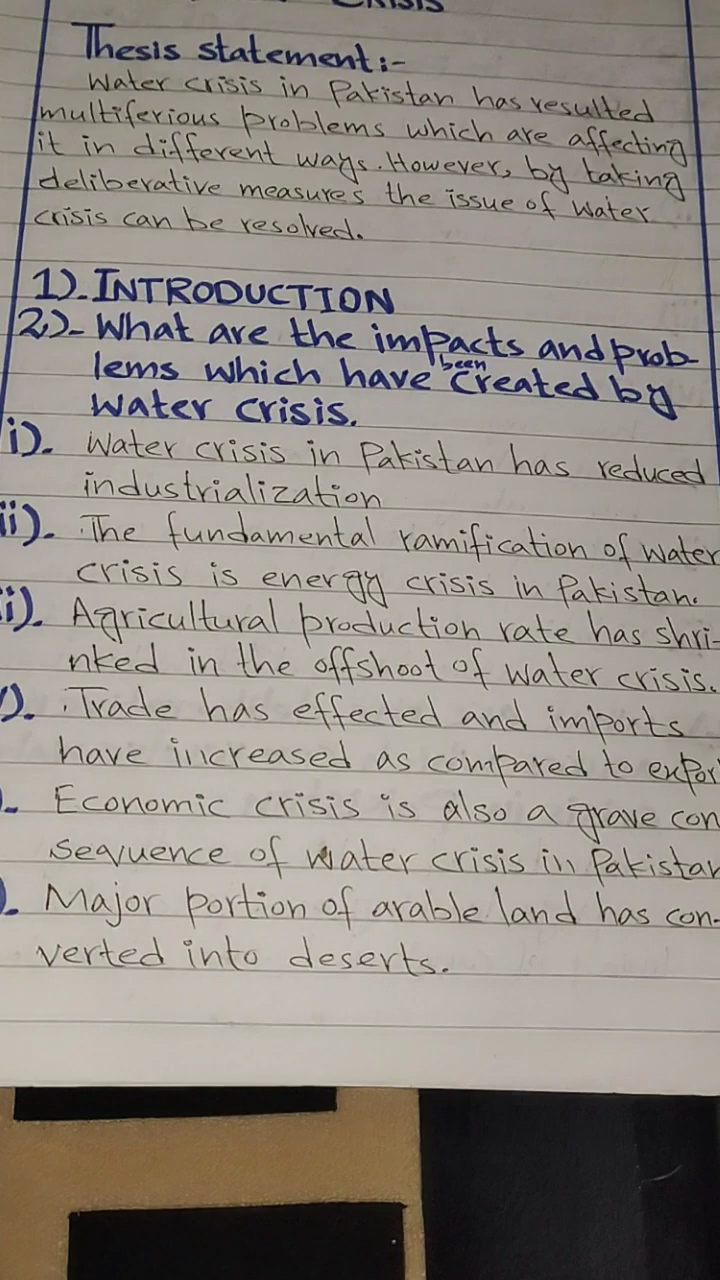 CRISIS
Thesis statement:-
Water crisis in Pakistan has resulted
multiferious problems which are affecting
it in different ways. However, by taking
deliberative measures the issue of water
crisis can be resolved.
1). INTRODUCTION
2)- What are the impacts and prob-
lems which have been created by
water crisis.
i). Water crisis in Pakistan has reduced
industrialization
ii). The fundamental ramification of water
crisis is energy crisis in Pakistan.
i). Agricultural production rate has shri-
nked in the offshoot of water crisis.
). Trade has effected and imports
have increased as compared to expor
- Economic crisis is also a grave con
sequence of water crisis in Pakistan
). Major portion of arable land has con-
verted into deserts.